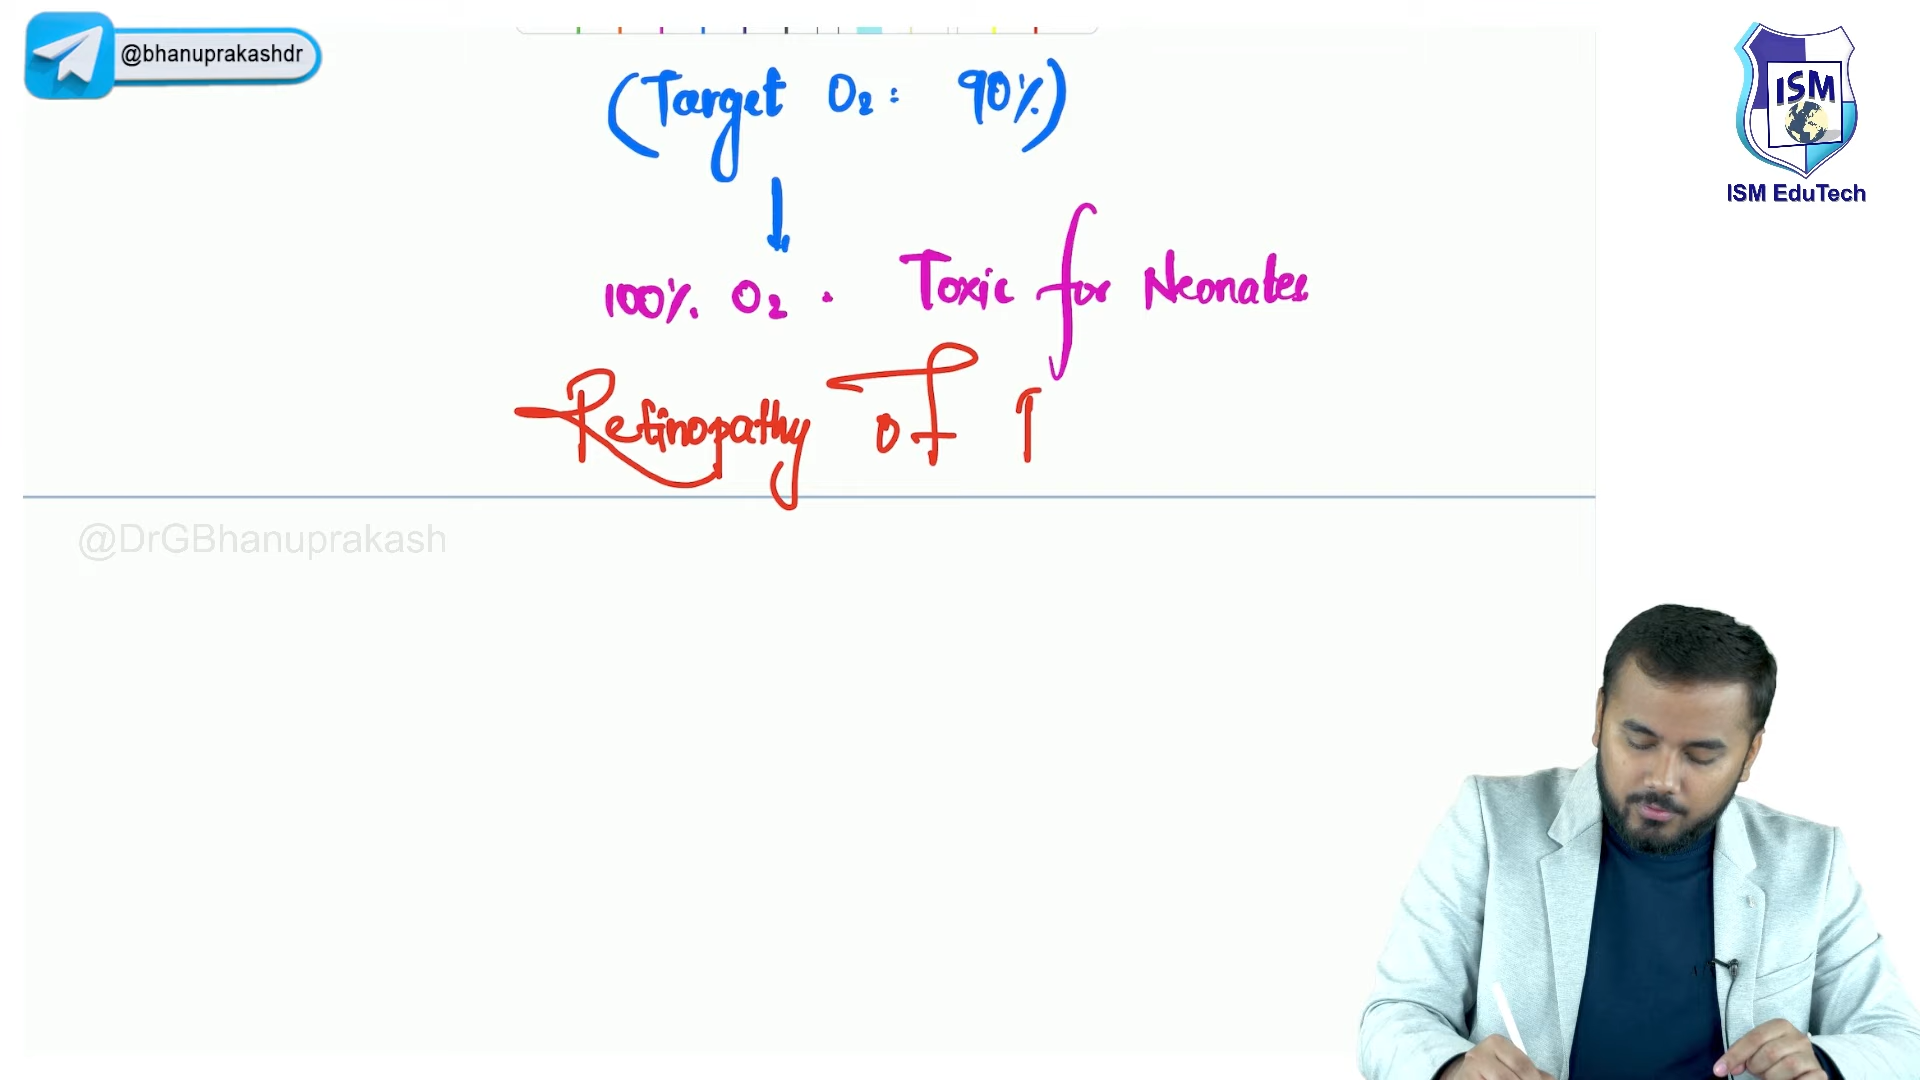 @bhanuprakashdr
ISM
ISM EduTech
(Target O₂: 90%)
100% O₂ . Toxic for Neonates
Retinopathy of
@DrGBhanuprakash